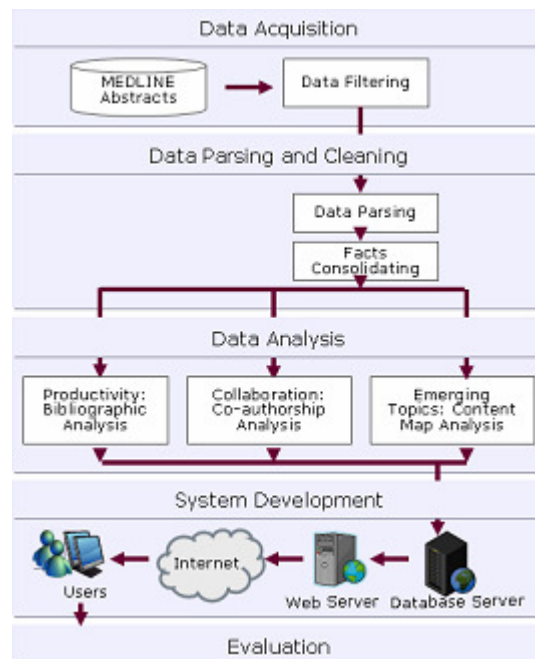 Data Acquisition
MEDLINE
Abstracts
Data Filtering
Data Parsing and Cleaning
Data Parsing
Facts
Consolidating
Data Analysis
Productivity:
Bibliographic
Analysis
Collaboration:
Co-authorship
Analysis
Emerging
Topics: Content
Map Analysis
System Development
Internet
Users
Web Server
Database Server
Evaluation